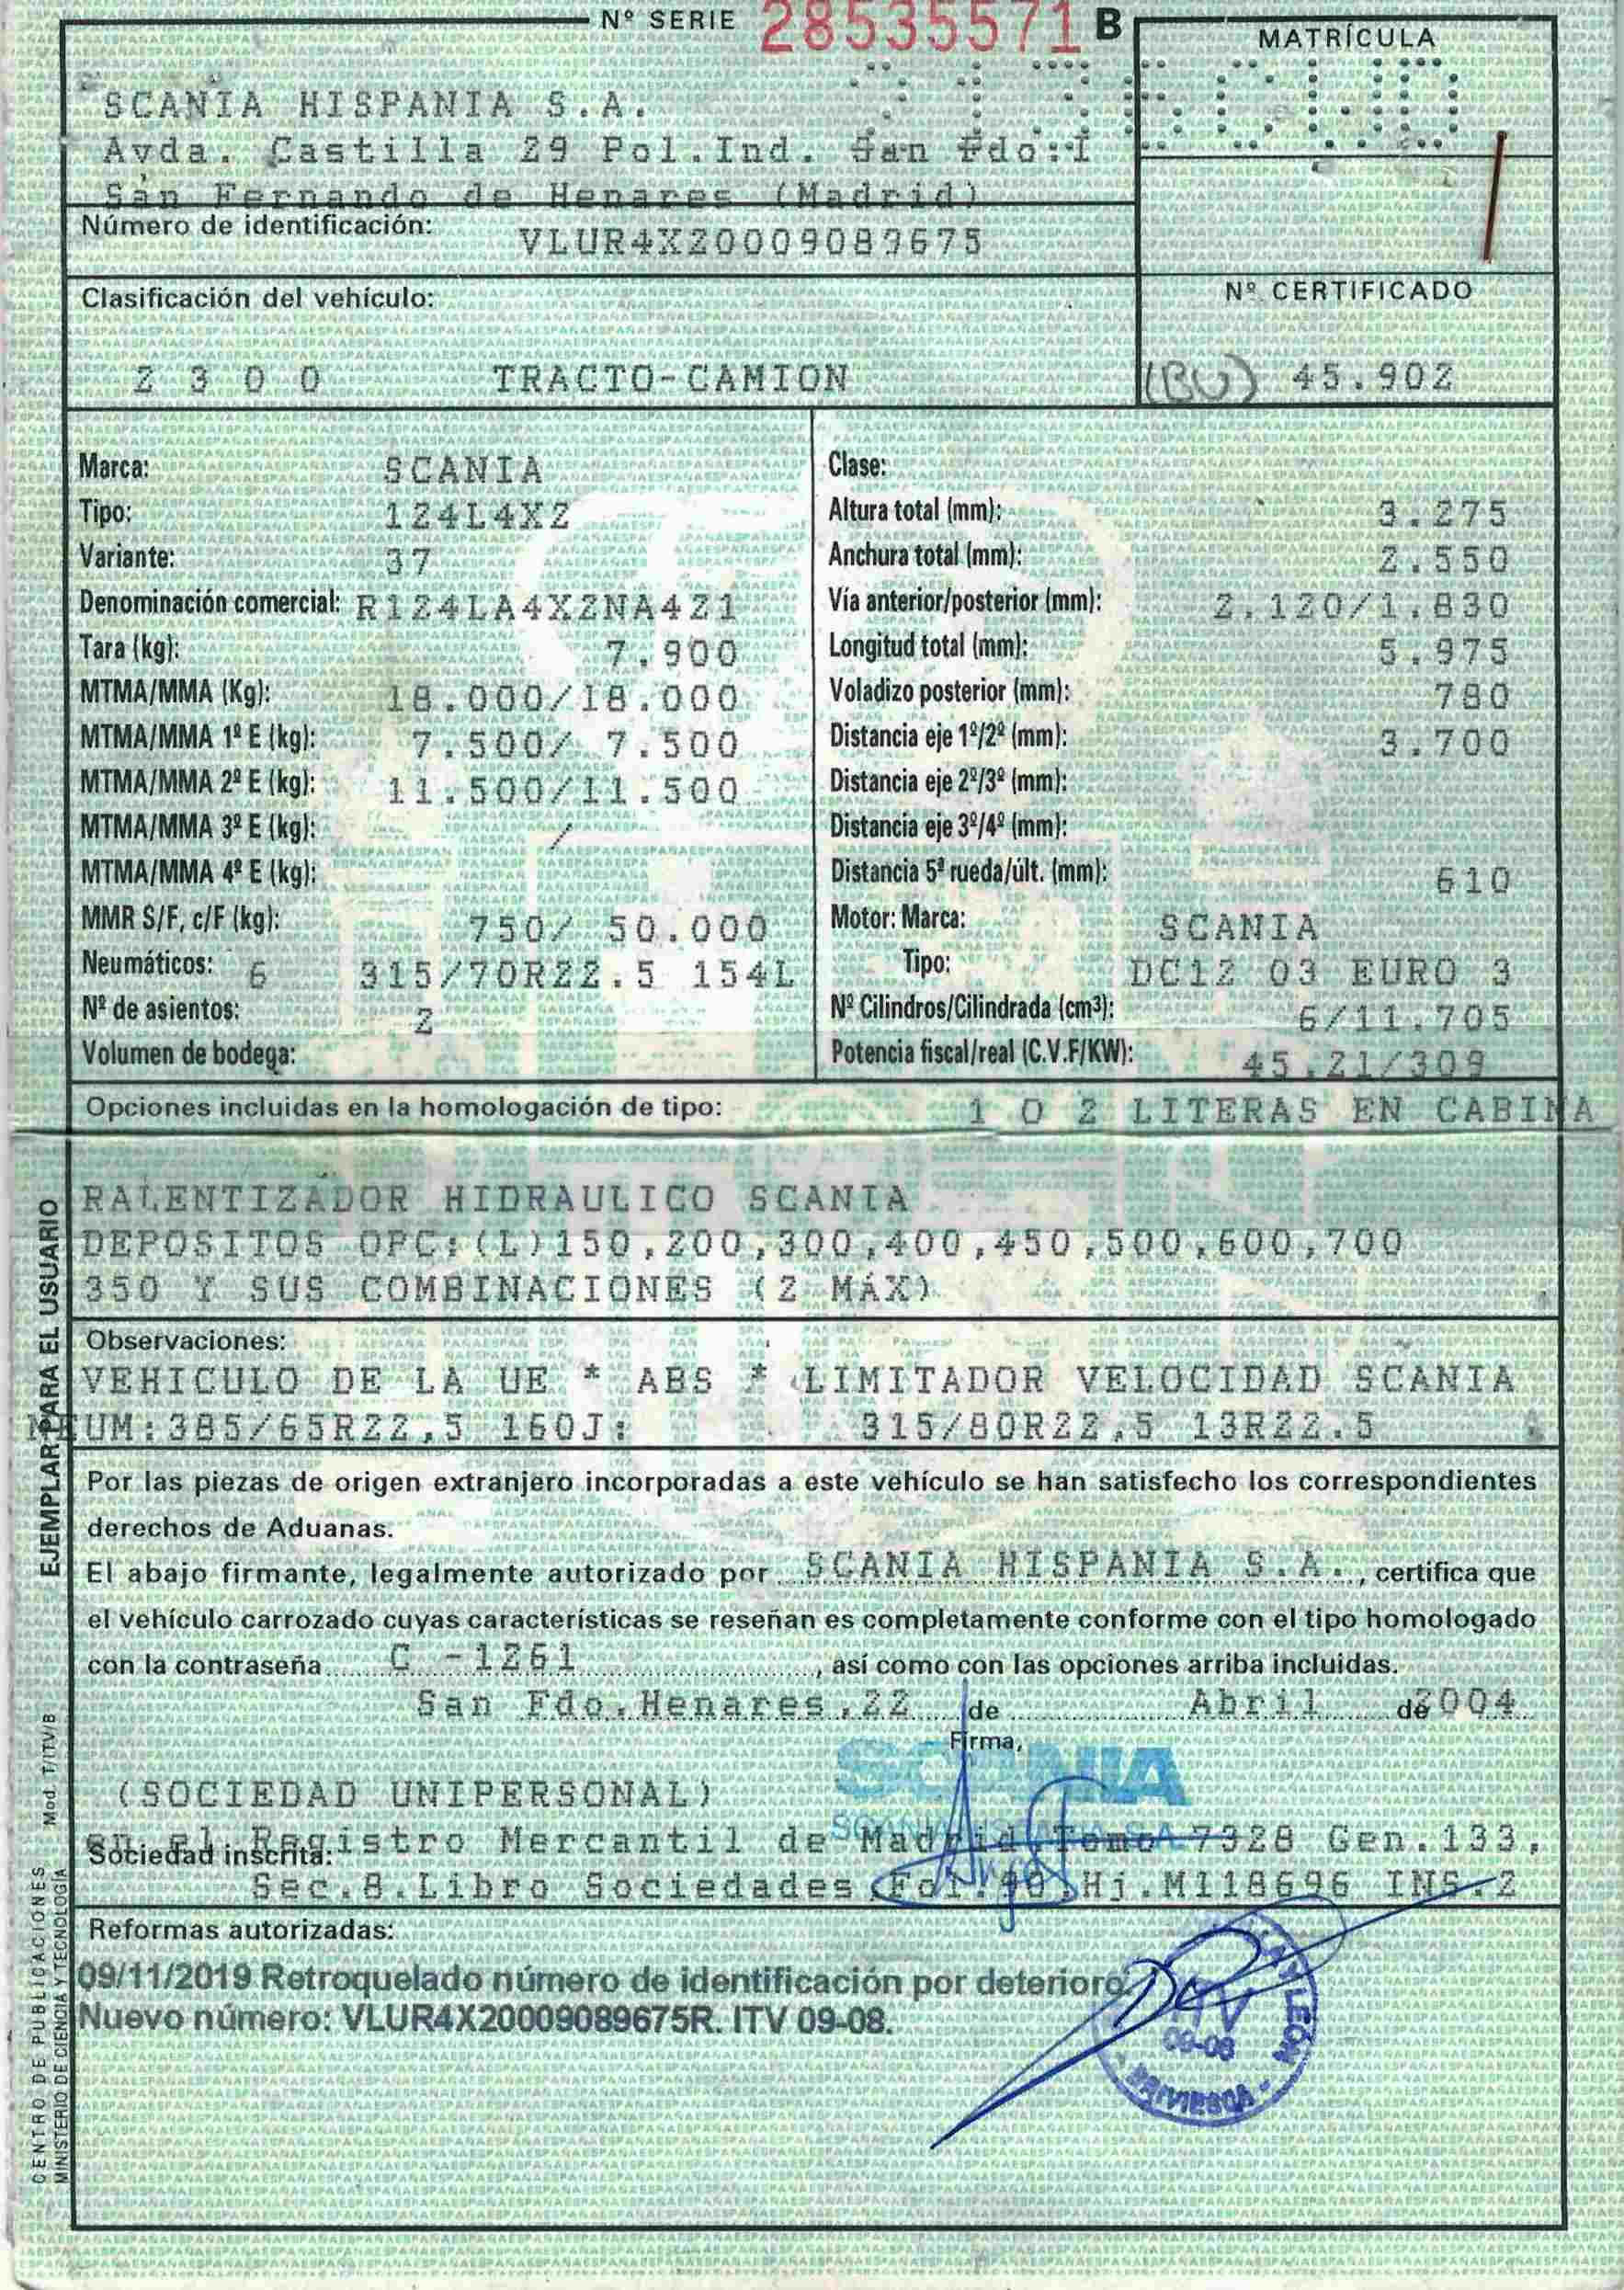 Nº SERIE 28535571 B
MATRÍCULA
SCANIA HISPANIA S.A.
Avda. Castilla 29 Pol.Ind. San Fdo.I
San Fernando de Henares (Madrid)
Número de identificación: VLUR4X20009089675
Clasificación del vehículo:
Nº CERTIFICADO
2 3 0 0 TRACTO-CAMION
(BU) 45.902
Marca: SCANIA
Tipo: 124L4X2
Variante: 37
Denominación comercial: R124LA4X2NA421
Tara (kg): 7.900
MTMA/MMA (Kg): 18.000/18.000
MTMA/MMA 1º E (kg): 7.500/ 7.500
MTMA/MMA 2º E (kg): 11.500/11.500
MTMA/MMA 3º E (kg): /
MTMA/MMA 4º E (kg):
MMR S/F, c/F (kg): 750/ 50.000
Neumáticos: 6 315/70R22.5 154L
Nº de asientos: 2
Volumen de bodega:
Clase:
Altura total (mm): 3.275
Anchura total (mm): 2.550
Vía anterior/posterior (mm): 2.120/1.830
Longitud total (mm): 5.975
Voladizo posterior (mm): 780
Distancia eje 1º/2º (mm): 3.700
Distancia eje 2º/3º (mm):
Distancia eje 3º/4º (mm):
Distancia 5ª rueda/últ. (mm): 610
Motor: Marca: SCANIA
Tipo: DC12 03 EURO 3
Nº Cilindros/Cilindrada (cm³): 6/11.705
Potencia fiscal/real (C.V.F/KW): 45.21/309
Opciones incluidas en la homologación de tipo: 1 O 2 LITERAS EN CABINA
RALENTIZADOR HIDRAULICO SCANIA
DEPOSITOS OPC:(L)150,200,300,400,450,500,600,700
350 Y SUS COMBINACIONES (2 MÁX)
Observaciones:
VEHICULO DE LA UE * ABS * LIMITADOR VELOCIDAD SCANIA
NEUM:385/65R22,5 160J: 315/80R22,5 13R22.5
Por las piezas de origen extranjero incorporadas a este vehículo se han satisfecho los correspondientes
derechos de Aduanas.
El abajo firmante, legalmente autorizado por SCANIA HISPANIA S.A., certifica que
el vehículo carrozado cuyas características se reseñan es completamente conforme con el tipo homologado
con la contraseña C -1261, así como con las opciones arriba incluidas.
San Fdo.Henares,22 de Abril de 2004
Firma,
SCANIA
SCANIA HISPANIA S.A.
(SOCIEDAD UNIPERSONAL)
Sociedad inscrita: en el Registro Mercantil de Madrid Tomo 7328 Gen.133,
Sec.8.Libro Sociedades Fol.90 Hj.M118696 INS.2
Reformas autorizadas:
09/11/2019 Retroquelado número de identificación por deterioro.
Nuevo número: VLUR4X20009089675R. ITV 09-08.
ITV
09-08
LEÓN
BRIVIESCA
EJEMPLAR PARA EL USUARIO
Mod. T/ITV/B
CENTRO DE PUBLICACIONES
MINISTERIO DE CIENCIA Y TECNOLOGÍA